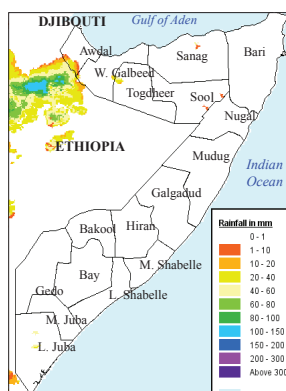 DJIBOUTI
Gulf of Aden
Awdal
Sanag
Bari
W. Galbeed
Togdheer
Sool
Nugal
ETHIOPIA
Mudug
Indian
Ocean
Galgadud
Bakool
Hiran
Bay
M. Shabelle
Gedo
L. Shabelle
M. Juba
L. Juba
Rainfall in mm
0 - 1
1 - 10
10 - 20
20 - 40
40 - 60
60 - 80
80 - 100
100 - 150
150 - 200
200 - 300
Above 300